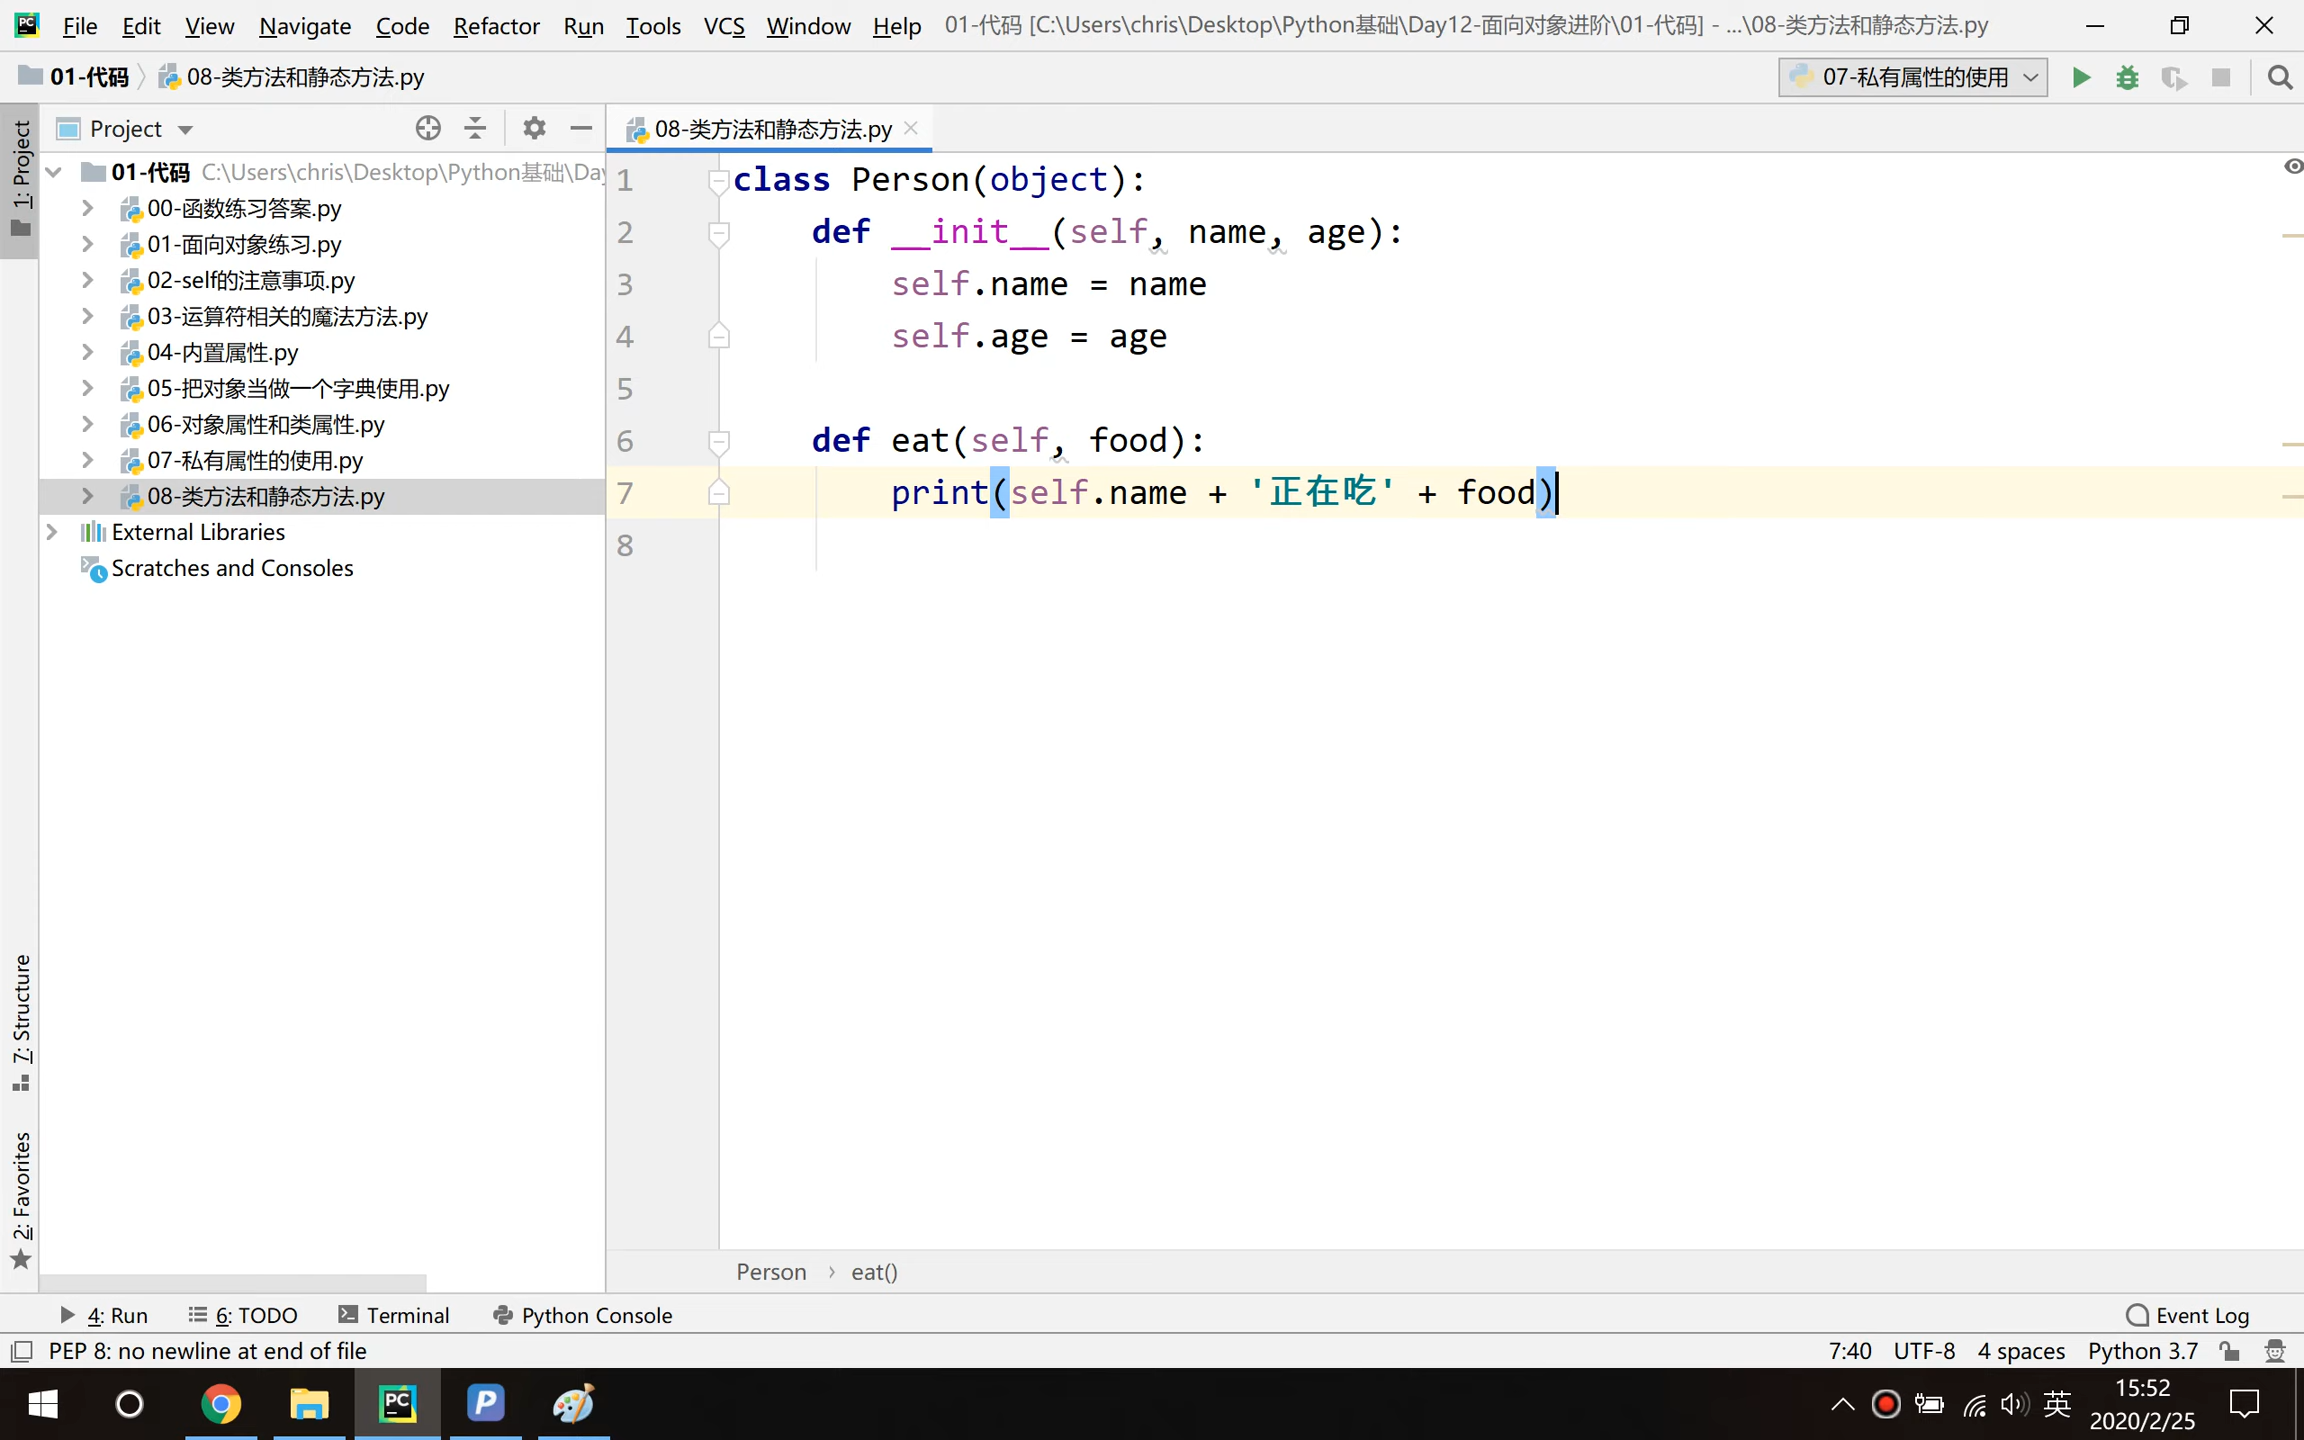 File Edit View Navigate Code Refactor Run Tools VCS Window Help 01-代码 [C:\Users\chris\Desktop\Python基础\Day12-面向对象进阶\01-代码] - ...\08-类方法和静态方法.py
01-代码 08-类方法和静态方法.py 07-私有属性的使用
1: Project
Project
08-类方法和静态方法.py
01-代码 C:\Users\chris\Desktop\Python基础\Day
00-函数练习答案.py
01-面向对象练习.py
02-self的注意事项.py
03-运算符相关的魔法方法.py
04-内置属性.py
05-把对象当做一个字典使用.py
06-对象属性和类属性.py
07-私有属性的使用.py
08-类方法和静态方法.py
External Libraries
Scratches and Consoles
1 class Person(object):
2 def __init__(self, name, age):
3 self.name = name
4 self.age = age
5
6 def eat(self, food):
7 print(self.name + '正在吃' + food)
8
7: Structure
2: Favorites
Person › eat()
4: Run 6: TODO Terminal Python Console Event Log
PEP 8: no newline at end of file 7:40 UTF-8 4 spaces Python 3.7
英 15:52
2020/2/25